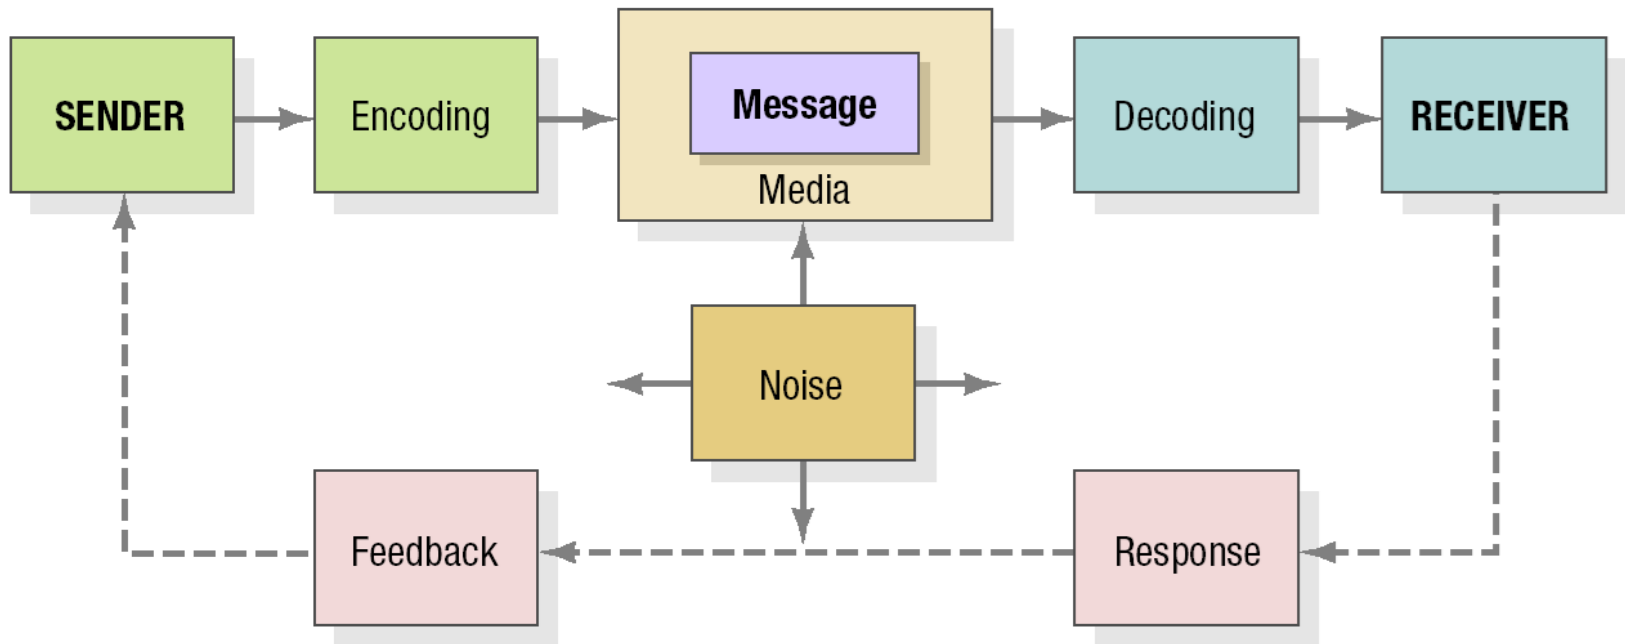 SENDER
Encoding
Message
Media
Decoding
RECEIVER
Noise
Feedback
Response